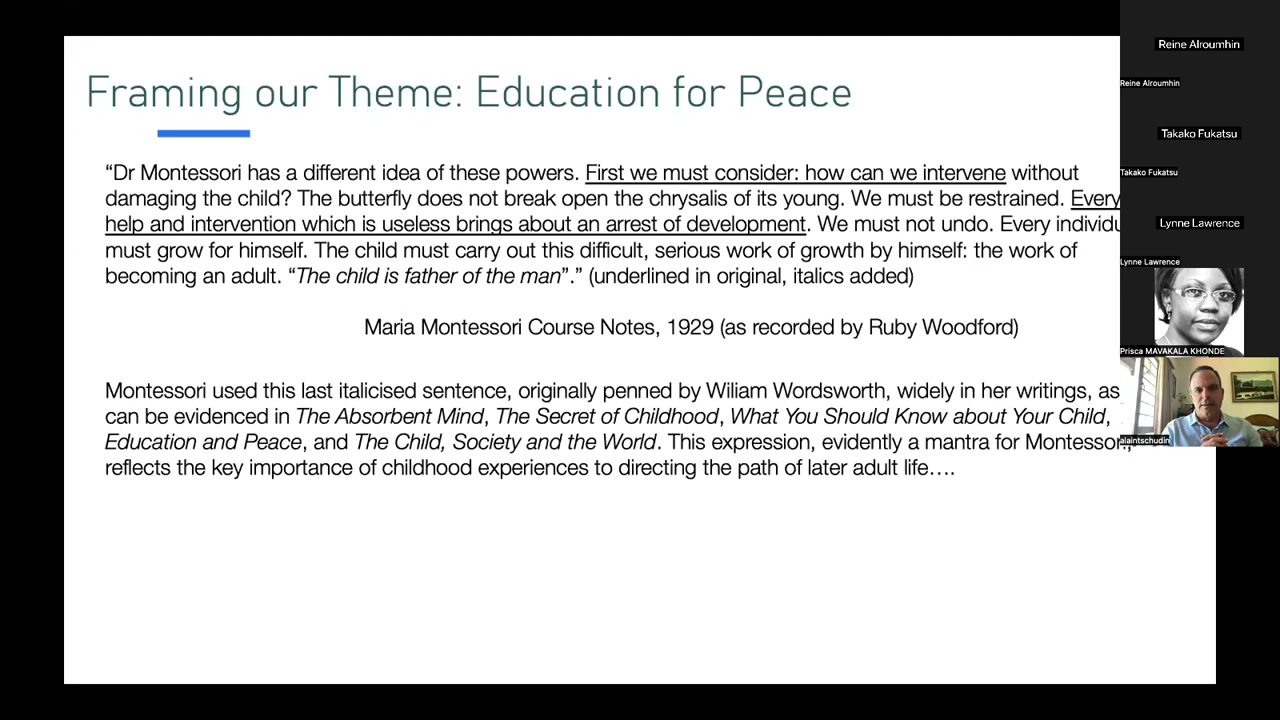 Framing our Theme: Education for Peace
“Dr Montessori has a different idea of these powers. First we must consider: how can we intervene without
damaging the child? The butterfly does not break open the chrysalis of its young. We must be restrained. Every
help and intervention which is useless brings about an arrest of development. We must not undo. Every individu
must grow for himself. The child must carry out this difficult, serious work of growth by himself: the work of
becoming an adult. “The child is father of the man”.” (underlined in original, italics added)
Maria Montessori Course Notes, 1929 (as recorded by Ruby Woodford)
Montessori used this last italicised sentence, originally penned by Wiliam Wordsworth, widely in her writings, as
can be evidenced in The Absorbent Mind, The Secret of Childhood, What You Should Know about Your Child,
Education and Peace, and The Child, Society and the World. This expression, evidently a mantra for Montessori,
reflects the key importance of childhood experiences to directing the path of later adult life….
Reine Alroumhin
Reine Alroumhin
Takako Fukatsu
Takako Fukatsu
Lynne Lawrence
Lynne Lawrence
Prisca MAVAKALA KHONDE
alaintschudin